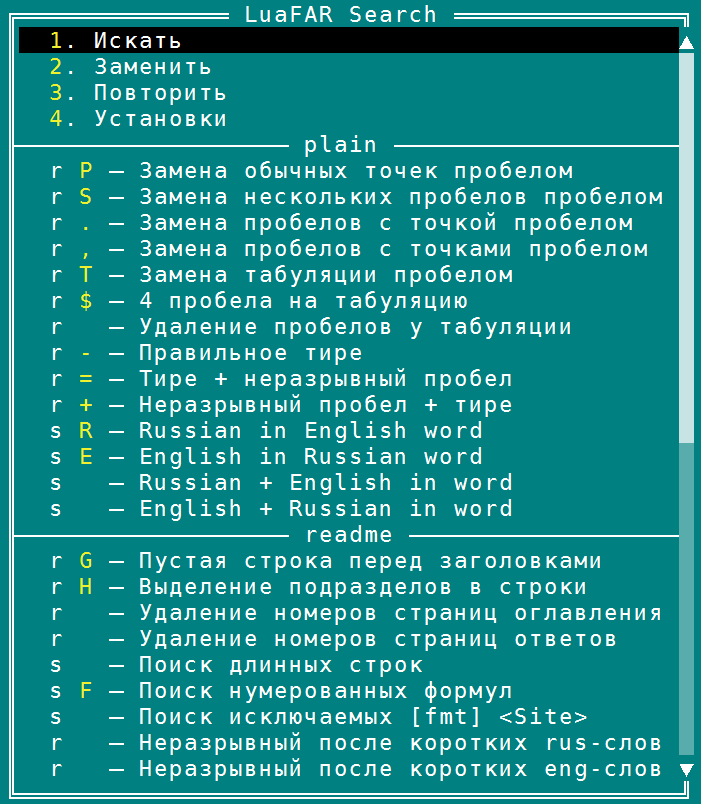 LuaFAR Search
1. Искать
2. Заменить
3. Повторить
4. Установки
plain
r P — Замена обычных точек пробелом
r S — Замена нескольких пробелов пробелом
r . — Замена пробелов с точкой пробелом
r , — Замена пробелов с точками пробелом
r T — Замена табуляции пробелом
r $ — 4 пробела на табуляцию
r — Удаление пробелов у табуляции
r - — Правильное тире
r = — Тире + неразрывный пробел
r + — Неразрывный пробел + тире
s R — Russian in English word
s E — English in Russian word
s — Russian + English in word
s — English + Russian in word
readme
r G — Пустая строка перед заголовками
r H — Выделение подразделов в строки
r — Удаление номеров страниц оглавления
r — Удаление номеров страниц ответов
s — Поиск длинных строк
s F — Поиск нумерованных формул
s — Поиск исключаемых [fmt] <Site>
r — Неразрывный после коротких rus-слов
r — Неразрывный после коротких eng-слов